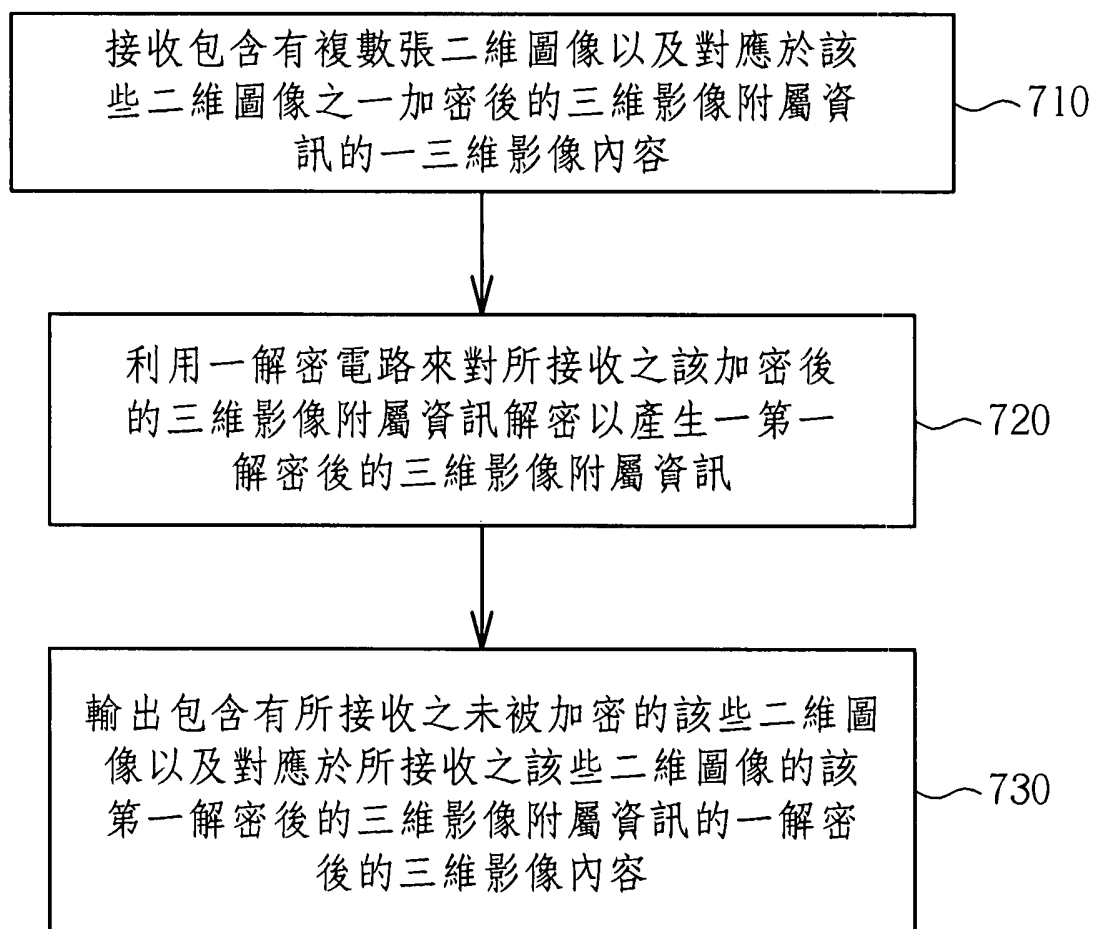 接收包含有複數張二維圖像以及對應於該
些二維圖像之一加密後的三維影像附屬資
訊的一三維影像內容
710
利用一解密電路來對所接收之該加密後
的三維影像附屬資訊解密以產生一第一
解密後的三維影像附屬資訊
720
輸出包含有所接收之未被加密的該些二維圖
像以及對應於所接收之該些二維圖像的該
第一解密後的三維影像附屬資訊的一解密
後的三維影像內容
730